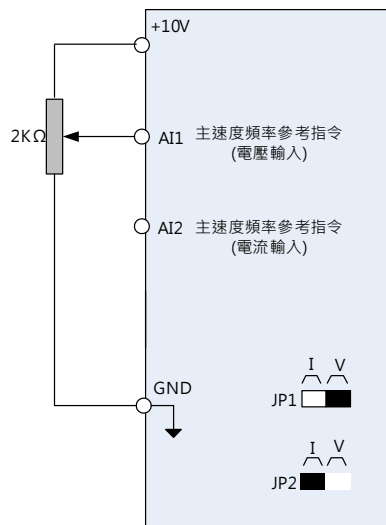 +10V
2KΩ
AI1 主速度頻率參考指令
(電壓輸入)
AI2 主速度頻率參考指令
(電流輸入)
GND
I V
JP1
I V
JP2